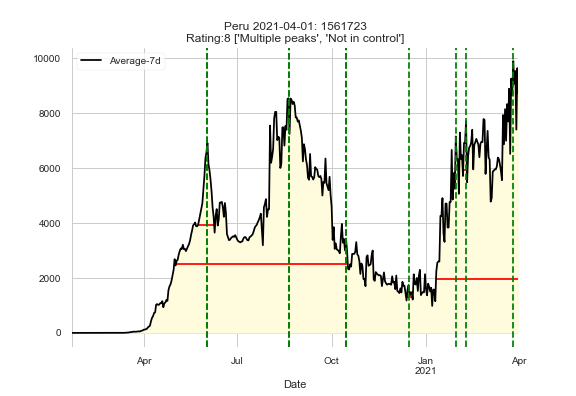 Peru 2021-04-01: 1561723
Rating:8 ['Multiple peaks', 'Not in control']
Average-7d
10000
8000
6000
4000
2000
0
Apr
Jul
Oct
Jan
2021
Apr
Date